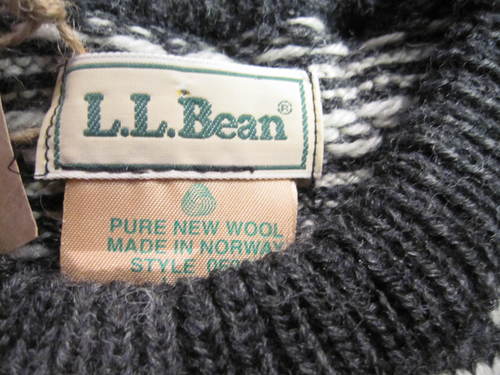 L.L.Bean®
PURE NEW WOOL
MADE IN NORWAY
STYLE